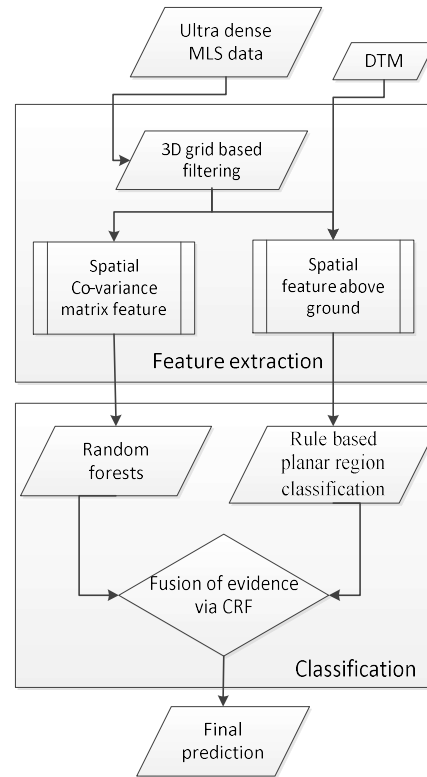 Ultra dense
MLS data
DTM
3D grid based
filtering
Spatial
Co-variance
matrix feature
Spatial
feature above
ground
Feature extraction
Random
forests
Rule based
planar region
classification
Fusion of evidence
via CRF
Classification
Final
prediction